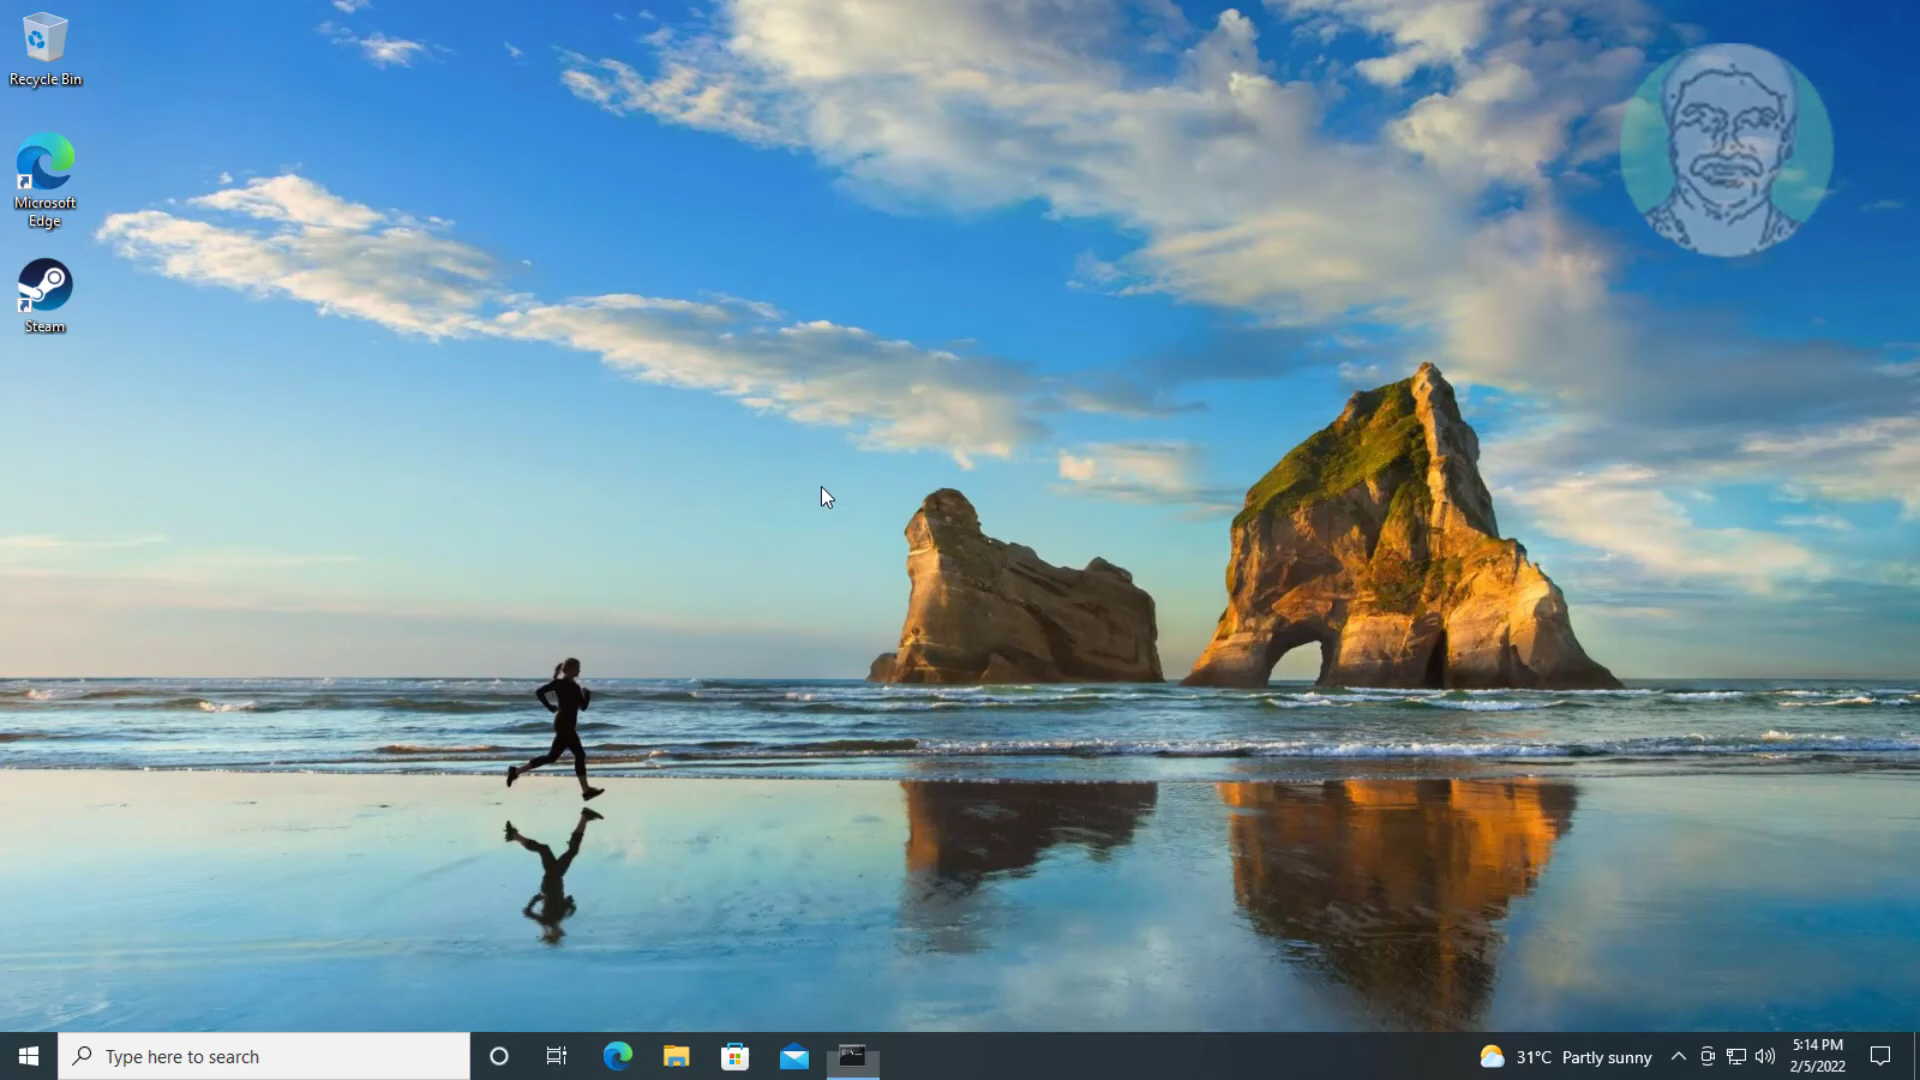 Recycle Bin
Microsoft
Edge
Steam
Type here to search
31°C Partly sunny
5:14 PM
2/5/2022